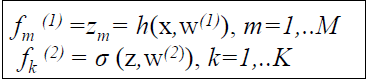 fₘ ⁽¹⁾ =zₘ= h(x,w⁽¹⁾), m=1,..M
fₖ ⁽²⁾ = σ (z,w⁽²⁾), k=1,..K